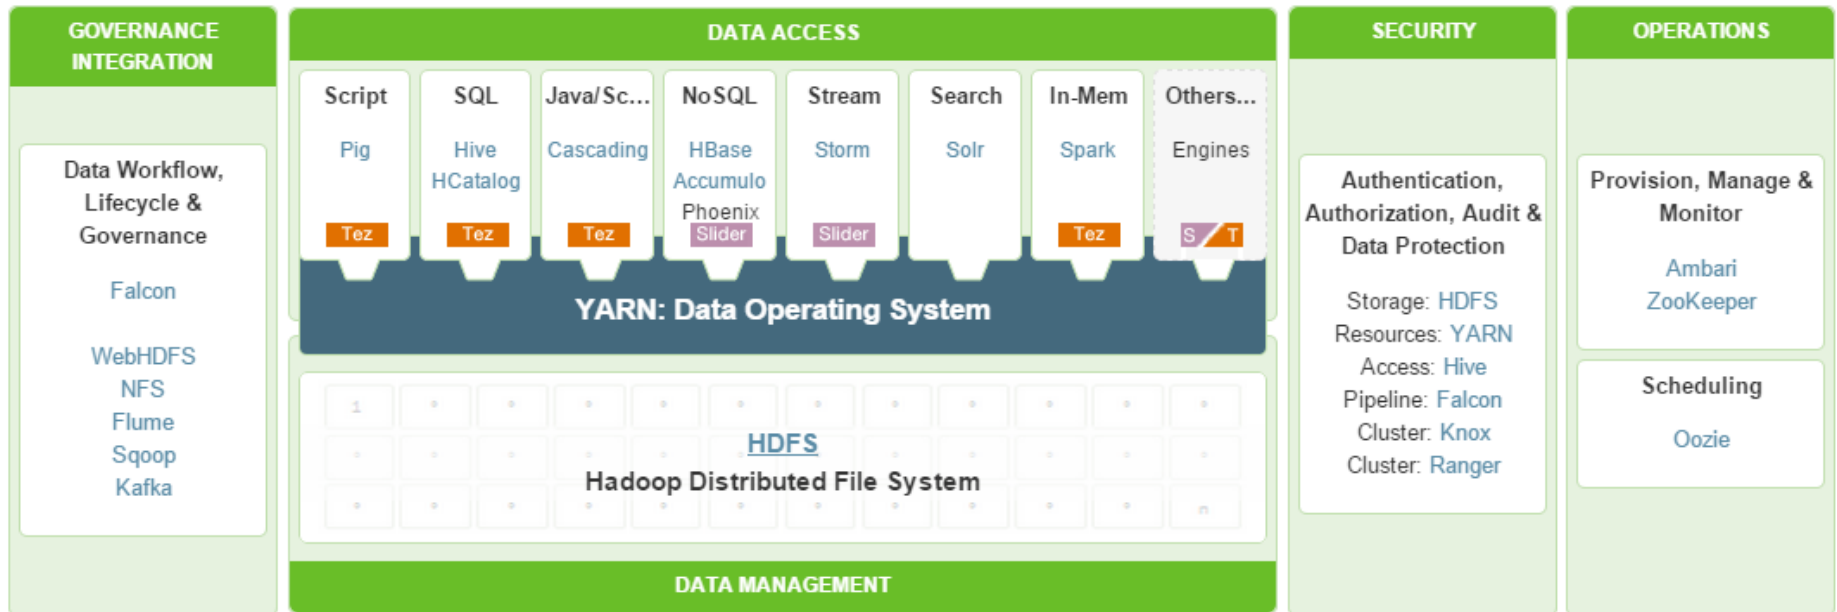 GOVERNANCE
INTEGRATION
Data Workflow,
Lifecycle &
Governance
Falcon
WebHDFS
NFS
Flume
Sqoop
Kafka
DATA ACCESS
Script
Pig
Tez
SQL
Hive
HCatalog
Tez
Java/Sc...
Cascading
Tez
NoSQL
HBase
Accumulo
Phoenix
Slider
Stream
Storm
Slider
Search
Solr
In-Mem
Spark
Tez
Others...
Engines
S T
YARN: Data Operating System
1
HDFS
Hadoop Distributed File System
n
DATA MANAGEMENT
SECURITY
Authentication,
Authorization, Audit &
Data Protection
Storage: HDFS
Resources: YARN
Access: Hive
Pipeline: Falcon
Cluster: Knox
Cluster: Ranger
OPERATIONS
Provision, Manage &
Monitor
Ambari
ZooKeeper
Scheduling
Oozie